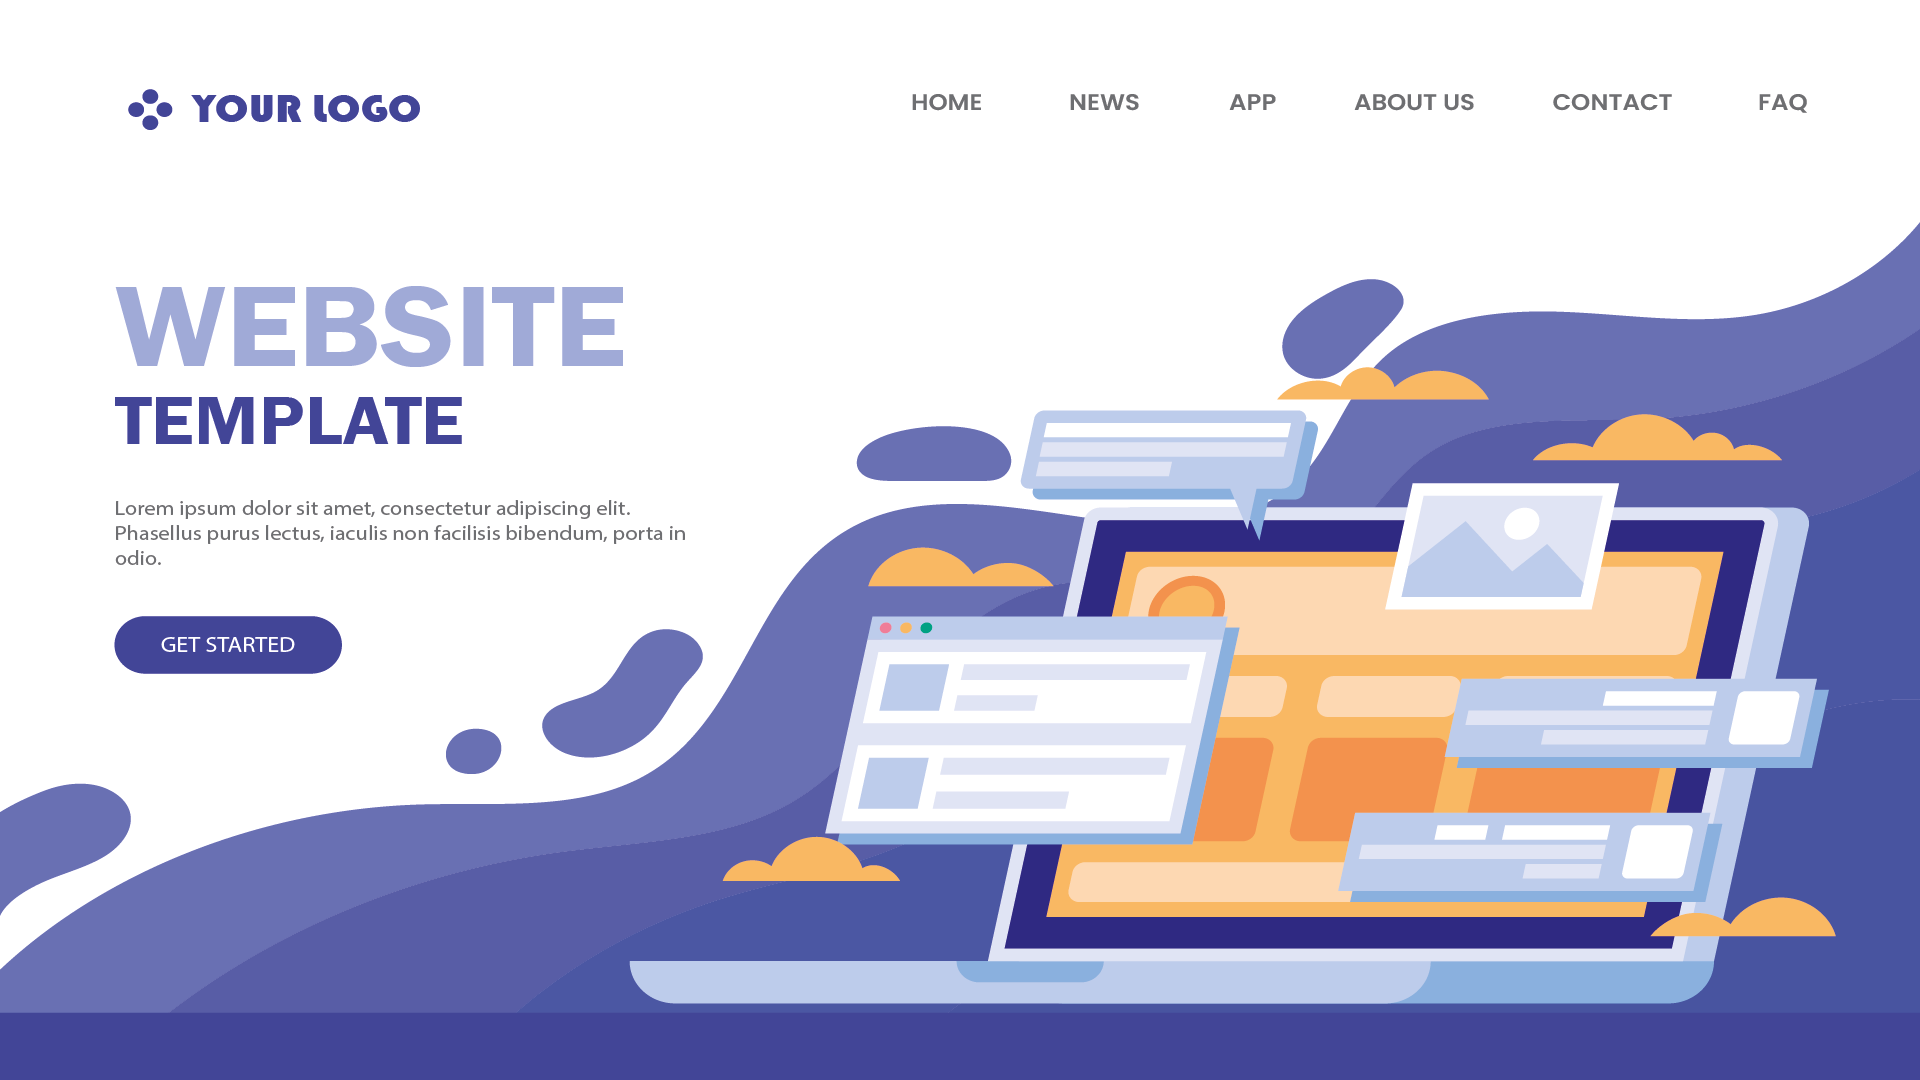 YOUR LOGO
HOME NEWS APP ABOUT US CONTACT FAQ
WEBSITE
TEMPLATE
Lorem ipsum dolor sit amet, consectetur adipiscing elit.
Phasellus purus lectus, iaculis non facilisis bibendum, porta in
odio.
GET STARTED